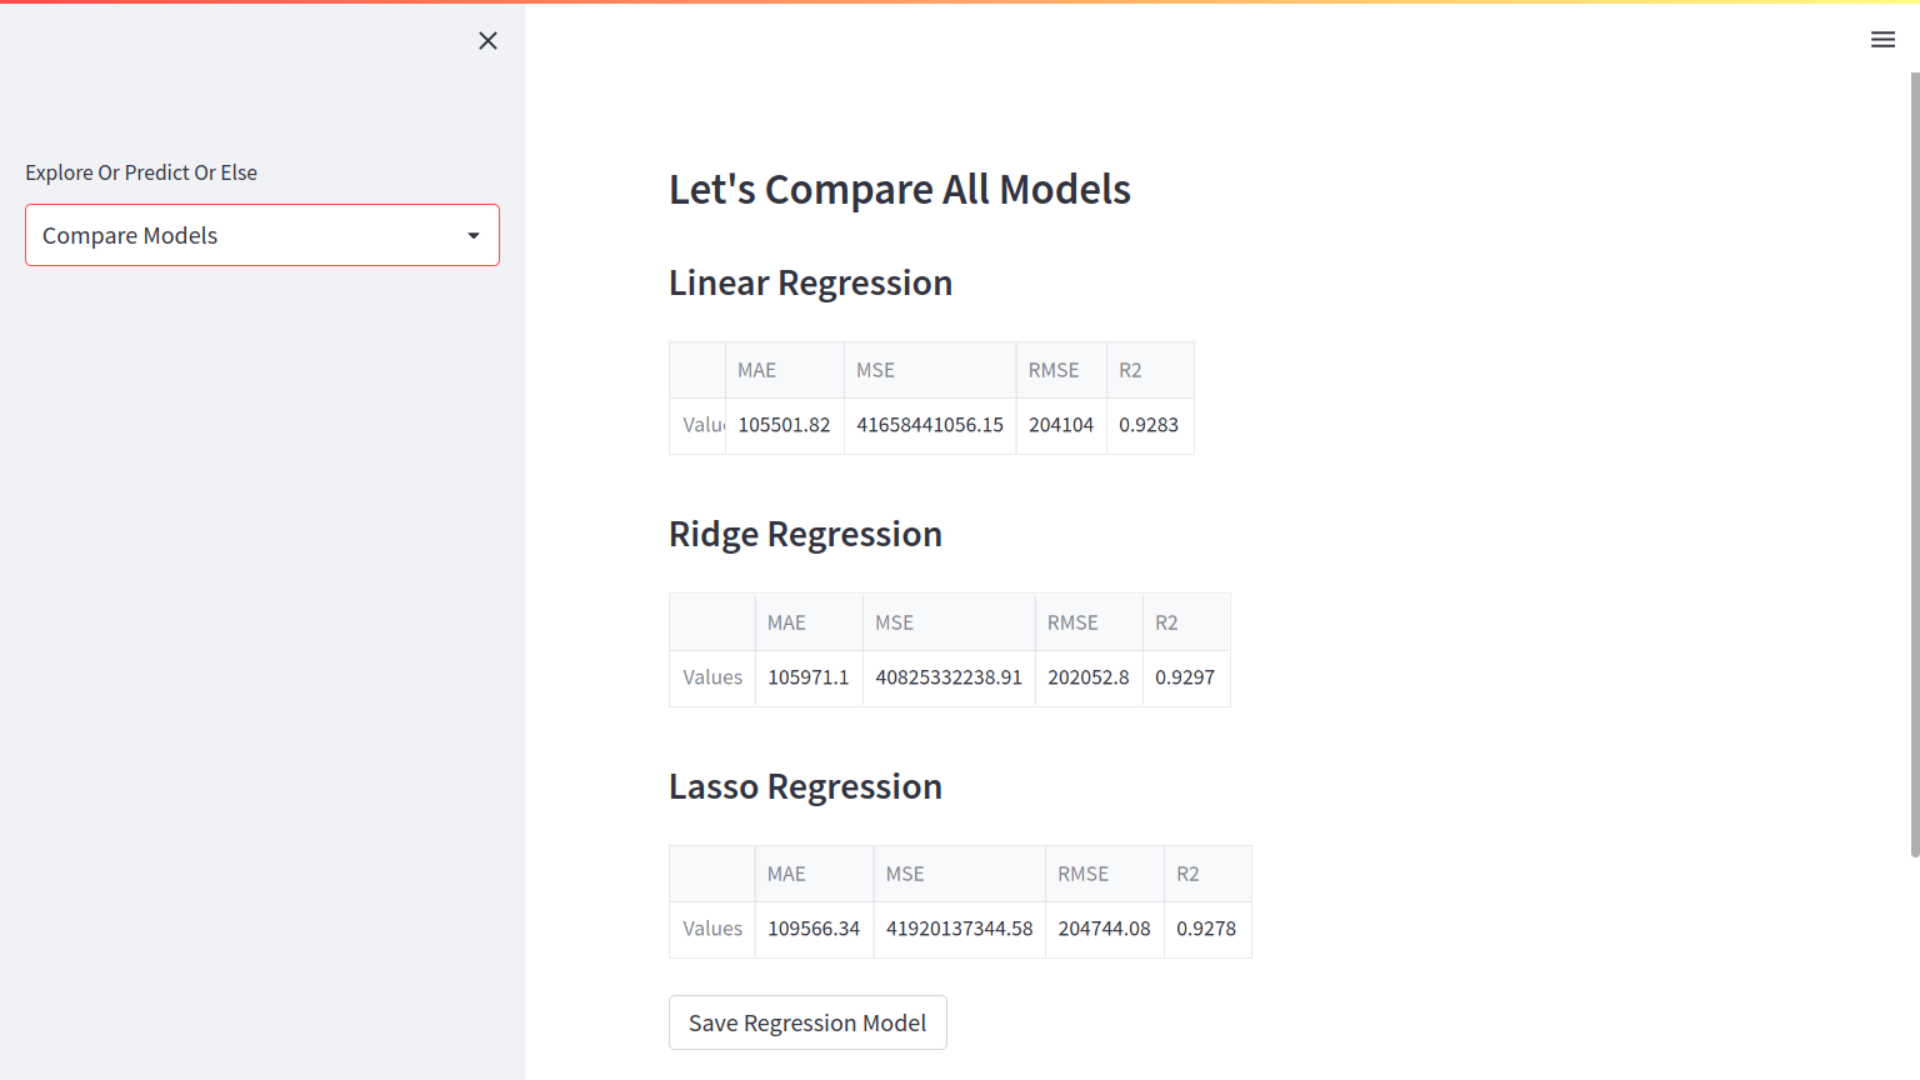 Explore Or Predict Or Else
Compare Models
Let's Compare All Models
Linear Regression
MAE MSE RMSE R2
Valu 105501.82 41658441056.15 204104 0.9283
Ridge Regression
MAE MSE RMSE R2
Values 105971.1 40825332238.91 202052.8 0.9297
Lasso Regression
MAE MSE RMSE R2
Values 109566.34 41920137344.58 204744.08 0.9278
Save Regression Model